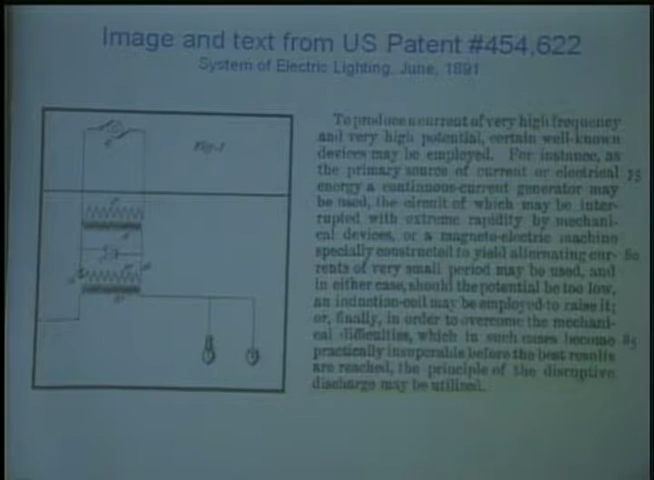 Image and text from US Patent #454,622
System of Electric Lighting, June, 1891
Fig-1
To produce a current of very high frequency
and very high potential, certain well-known
devices may be employed. For instance, as
the primary source of current or electrical 75
energy a continuous-current generator may
be used, the circuit of which may be inter-
rupted with extreme rapidity by mechani-
cal devices, or a magneto-electric machine
specially constructed to yield alternating cur- 80
rents of very small period may be used, and
in either case, should the potential be too low,
an induction-coil may be employed to raise it;
or, finally, in order to overcome the mechani-
cal difficulties, which in such cases become 85
practically insuperable before the best results
are reached, the principle of the disruptive
discharge may be utilized.